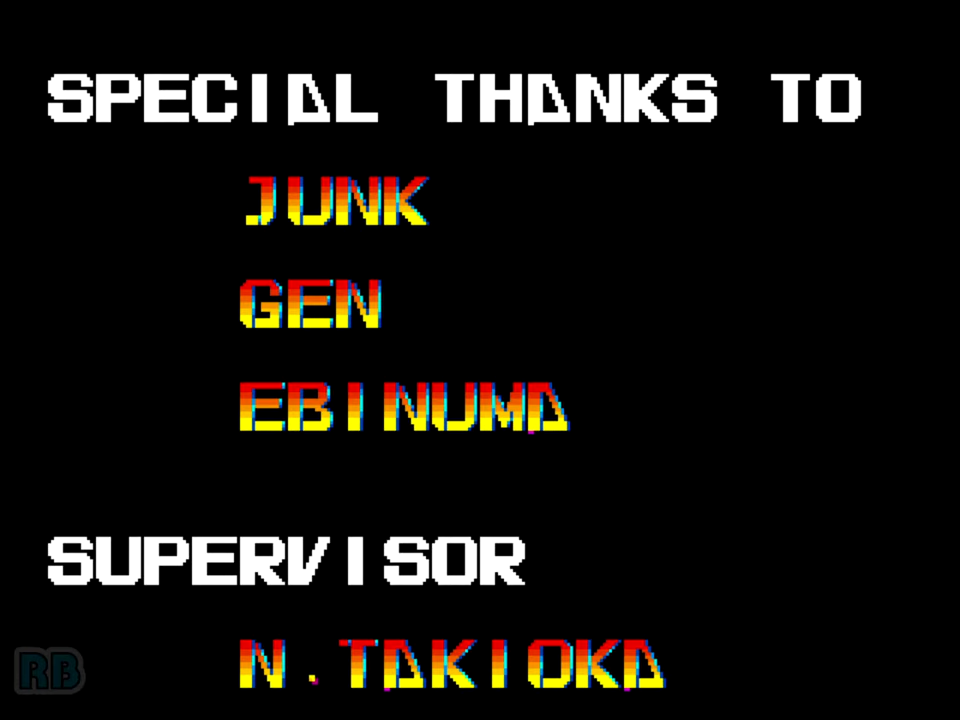 SPECIAL THANKS TO
JUNK
GEN
EBINUMA
SUPERVISOR
N.TAKIOKA
RB